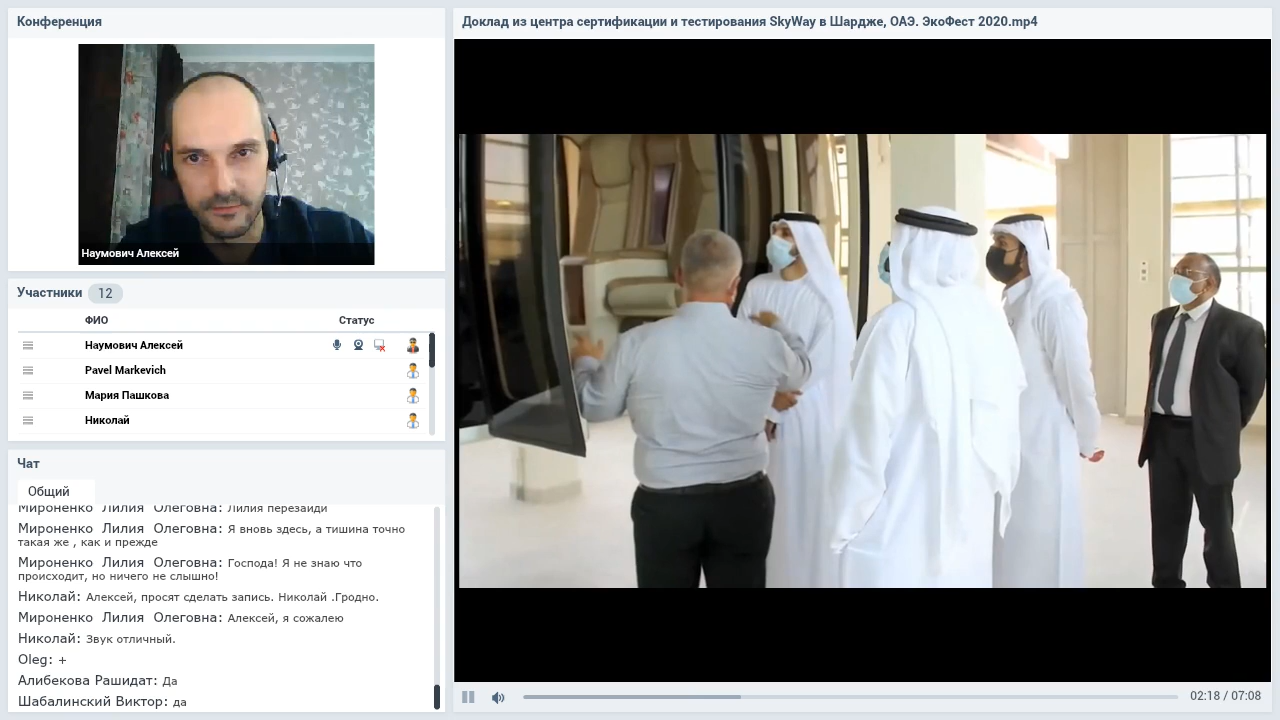 Конференция
Наумович Алексей
Участники 12
ФИО Статус
Наумович Алексей
Pavel Markevich
Мария Пашкова
Николай
Чат
Общий
Мироненко Лилия Олеговна: Лилия перезайди
Мироненко Лилия Олеговна: Я вновь здесь, а тишина точно
такая же , как и прежде
Мироненко Лилия Олеговна: Господа! Я не знаю что
происходит, но ничего не слышно!
Николай: Алексей, просят сделать запись. Николай .Гродно.
Мироненко Лилия Олеговна: Алексей, я сожалею
Николай: Звук отличный.
Oleg: +
Алибекова Рашидат: Да
Шабалинский Виктор: да
Доклад из центра сертификации и тестирования SkyWay в Шардже, ОАЭ. ЭкоФест 2020.mp4
02:18 / 07:08